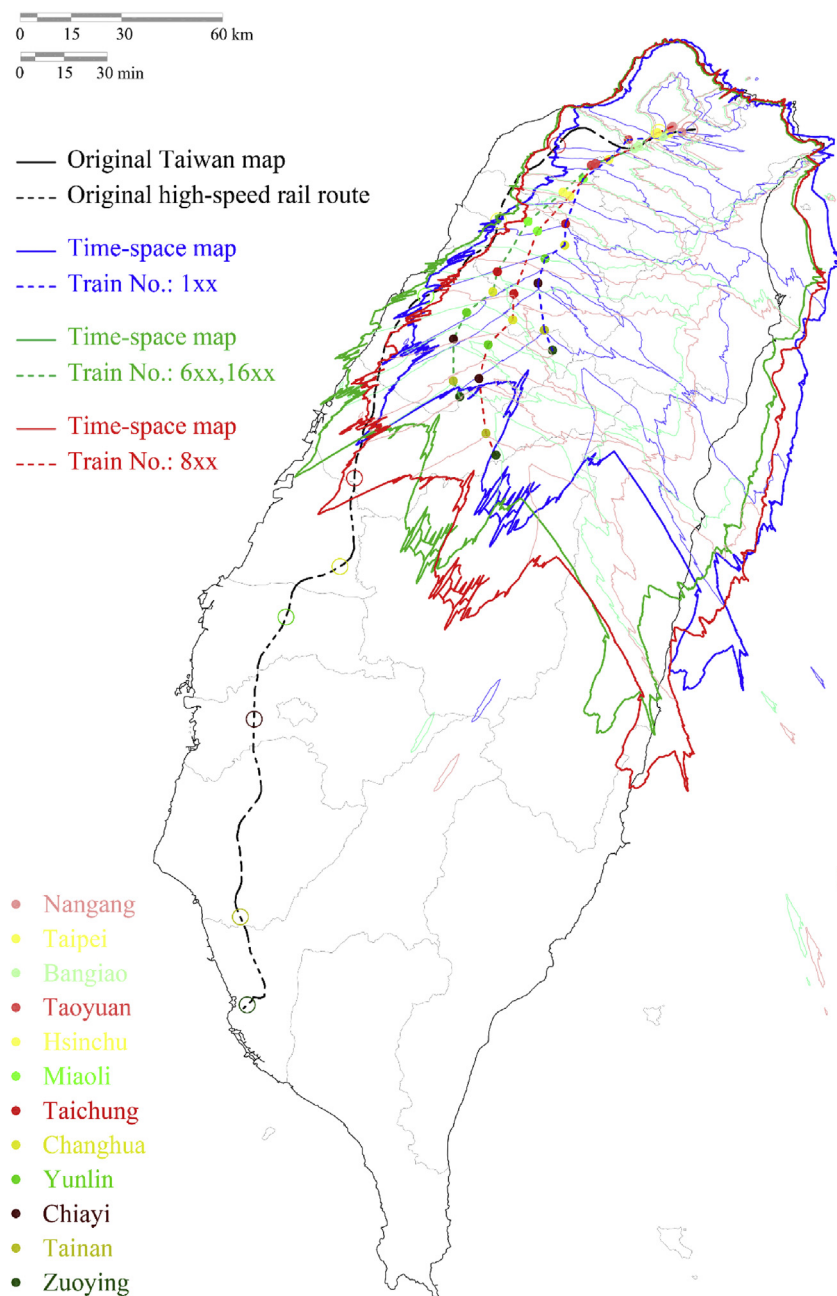 0 15 30 60 km
0 15 30 min
Original Taiwan map
Original high-speed rail route
Time-space map
Train No.: 1xx
Time-space map
Train No.: 6xx,16xx
Time-space map
Train No.: 8xx
Nangang
Taipei
Bangiao
Taoyuan
Hsinchu
Miaoli
Taichung
Changhua
Yunlin
Chiayi
Tainan
Zuoying